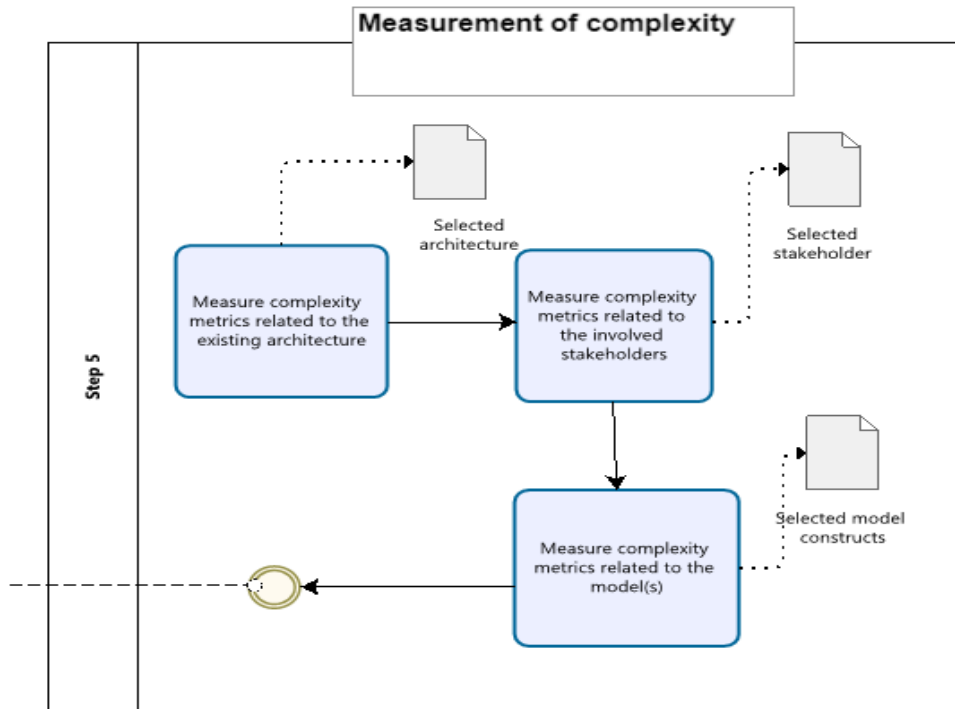 Measurement of complexity
Step 5
Selected
architecture
Selected
stakeholder
Measure complexity
metrics related to the
existing architecture
Measure complexity
metrics related to
the involved
stakeholders
Selected model
constructs
Measure complexity
metrics related to the
model(s)